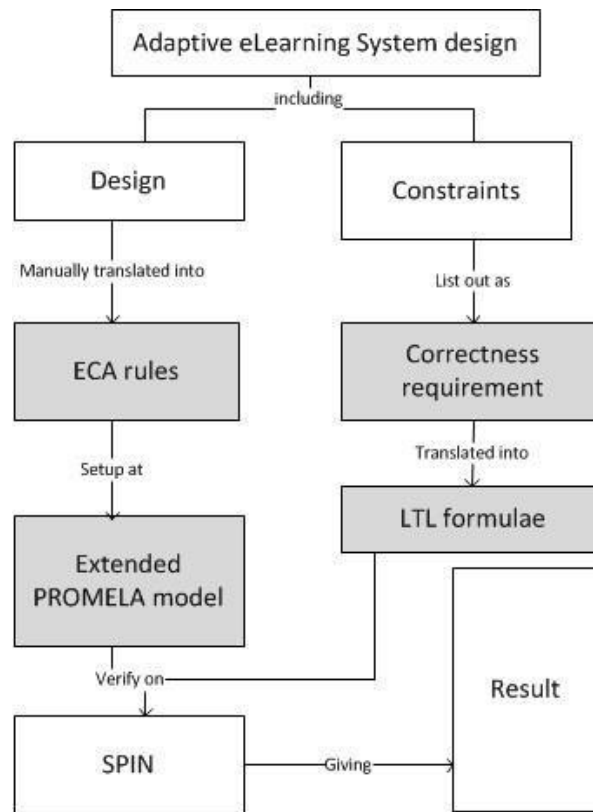 Adaptive eLearning System design
including
Design
Constraints
Manually translated into
List out as
ECA rules
Correctness
requirement
Setup at
Translated into
LTL formulae
Extended
PROMELA model
Verify on
Result
SPIN
Giving